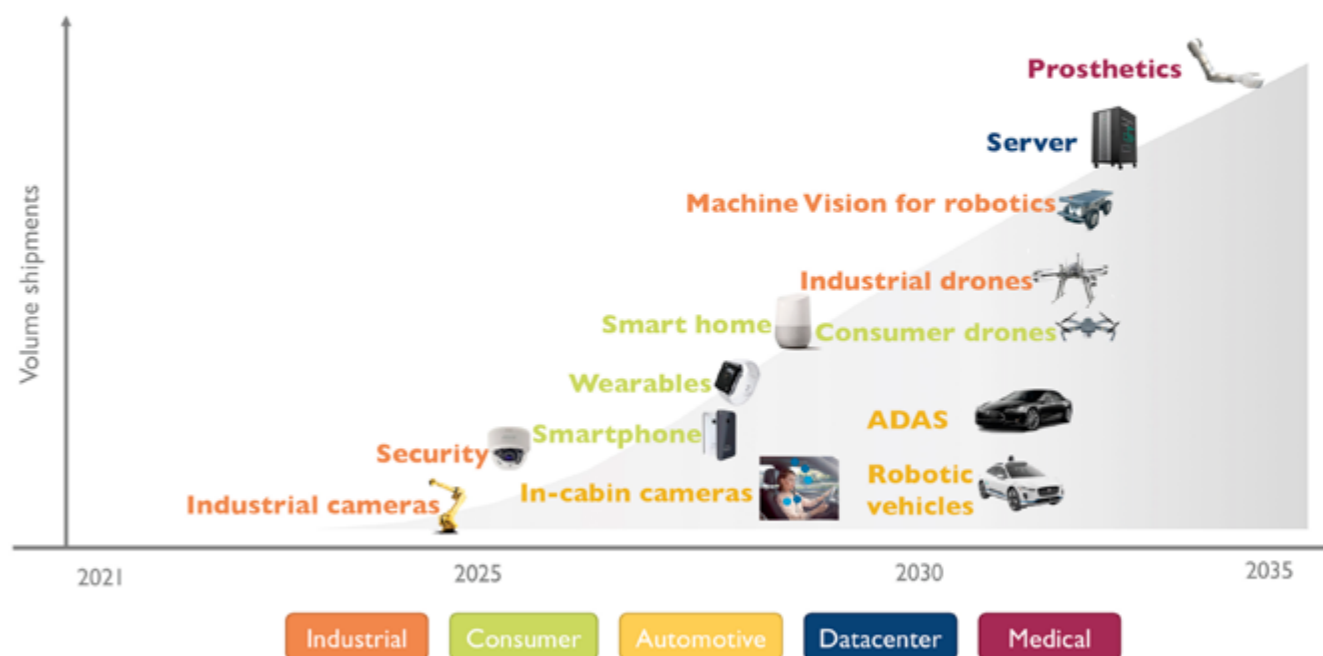 Prosthetics
Server
Machine Vision for robotics
Industrial drones
Smart home
Consumer drones
Wearables
ADAS
Smartphone
Security
In-cabin cameras
Robotic
vehicles
Industrial cameras
Volume shipments
2021
2025
2030
2035
Industrial
Consumer
Automotive
Datacenter
Medical